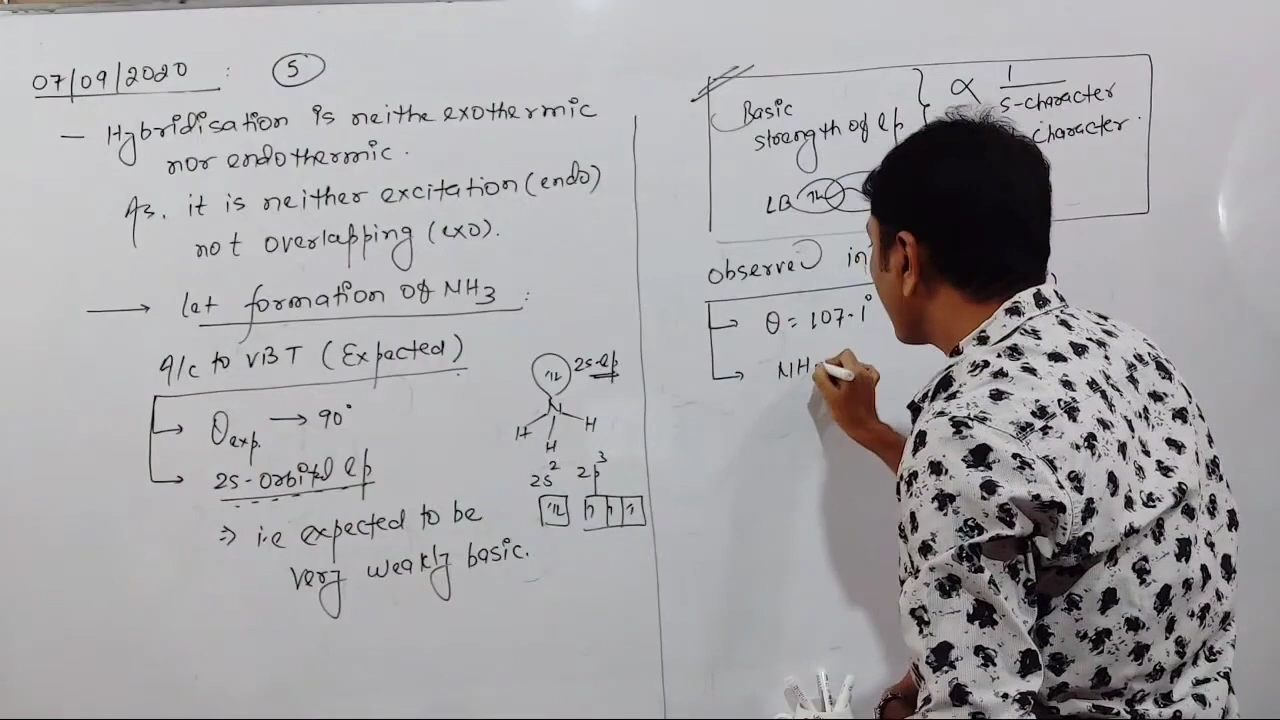 07/09/2020 : 5
- Hybridisation is neithe exothermic
nor endothermic.
As. it is neither excitation (endo)
not overlapping (exo).
→ let formation of NH3 :
A/c to VBT (Expected)
θexp. → 90°
2s-orbital lp
⇒ i.e expected to be
very weakly basic.
2s-lp
N
H H H
2s² 2p³
Basic
strength of lp } ∝ 1
s-character
character.
LB
observed in
θ = 107.1°
NH